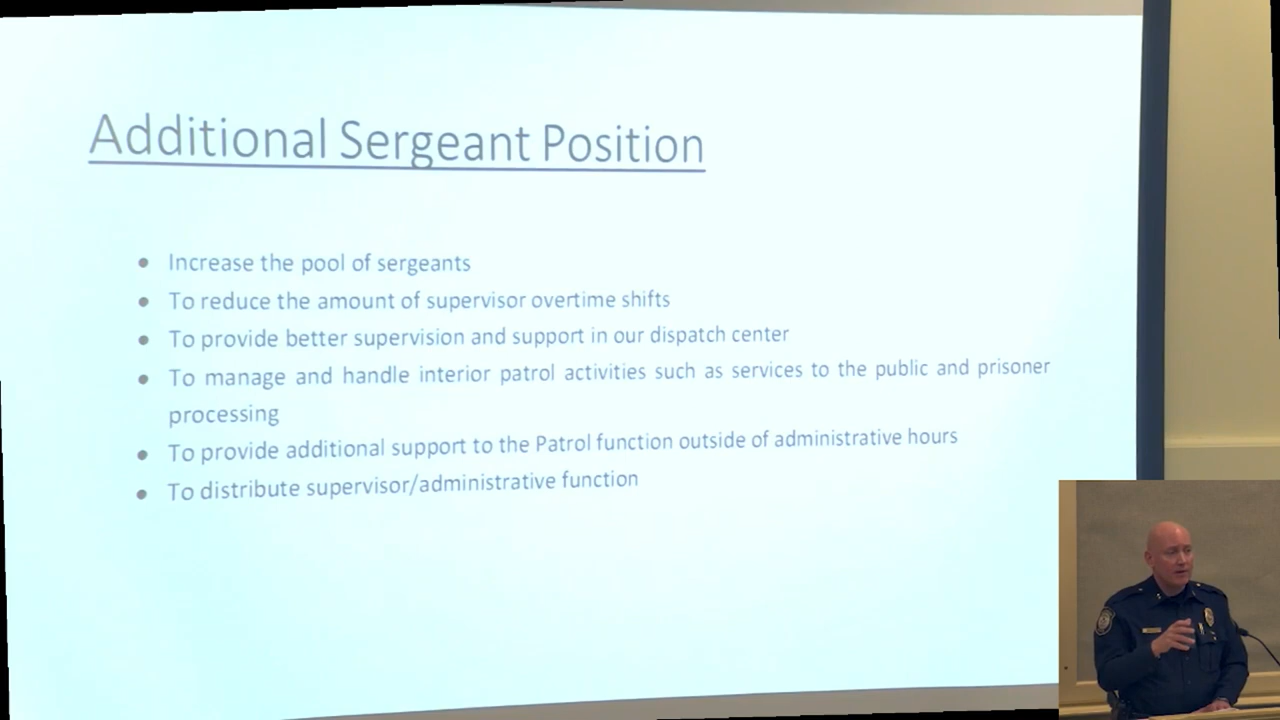 Additional Sergeant Position
● Increase the pool of sergeants
● To reduce the amount of supervisor overtime shifts
● To provide better supervision and support in our dispatch center
● To manage and handle interior patrol activities such as services to the public and prisoner
processing
● To provide additional support to the Patrol function outside of administrative hours
● To distribute supervisor/administrative function